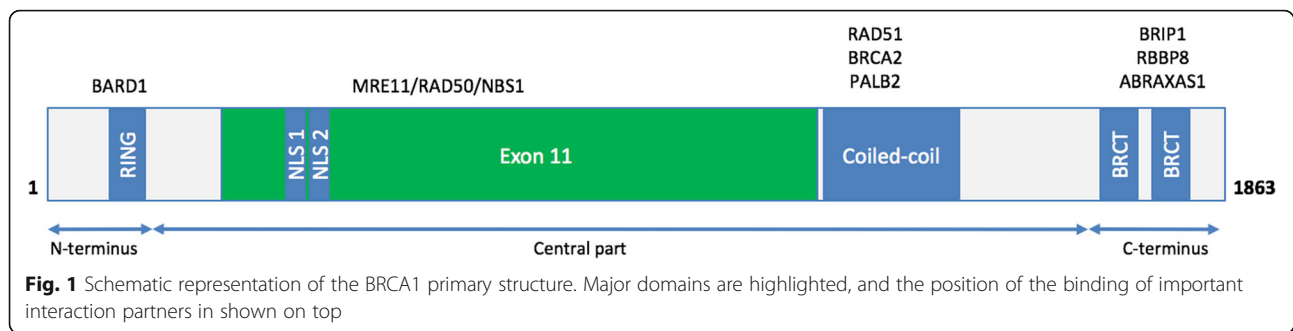 RAD51
BRCA2
PALB2
BRIP1
RBBP8
ABRAXAS1
BARD1
MRE11/RAD50/NBS1
1
RING
NLS 1
NLS 2
Exon 11
Coiled-coil
BRCT
BRCT
1863
N-terminus
Central part
C-terminus
Fig. 1 Schematic representation of the BRCA1 primary structure. Major domains are highlighted, and the position of the binding of important
interaction partners in shown on top